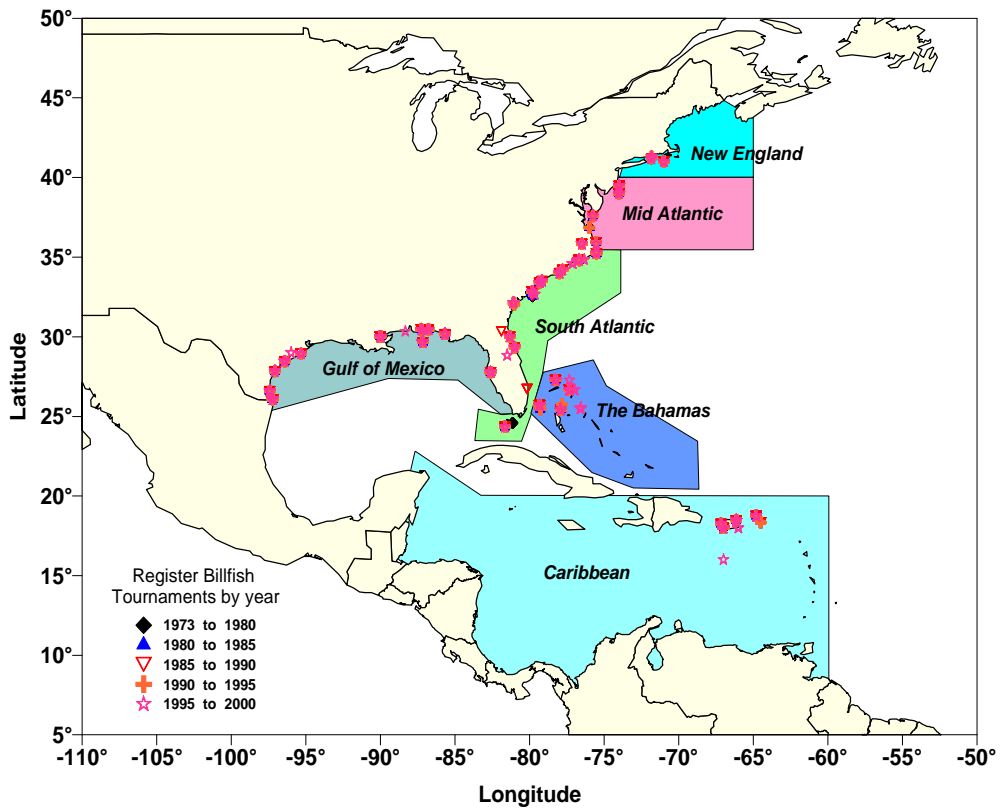 50°
45°
40°
35°
30°
25°
20°
15°
10°
5°
Latitude
New England
Mid Atlantic
South Atlantic
Gulf of Mexico
The Bahamas
Caribbean
Register Billfish
Tournaments by year
1973 to 1980
1980 to 1985
1985 to 1990
1990 to 1995
1995 to 2000
-110° -105° -100° -95° -90° -85° -80° -75° -70° -65° -60° -55° -50°
Longitude